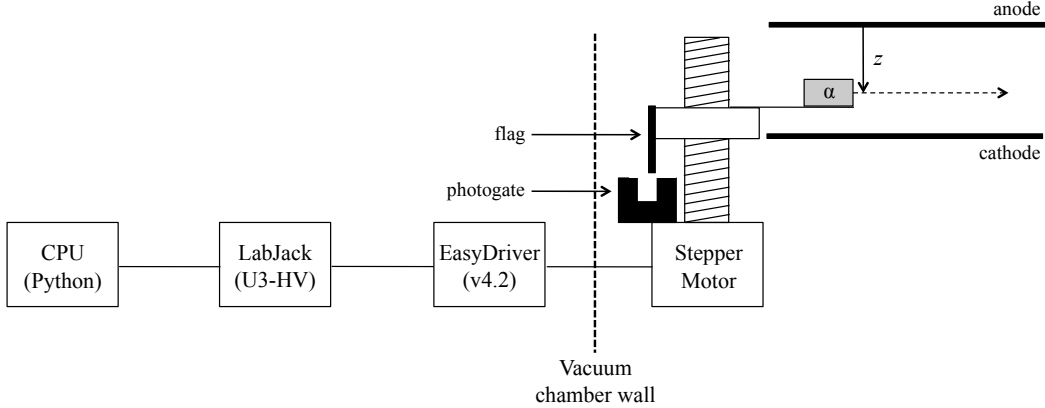 anode
z
α
flag
cathode
photogate
CPU
(Python)
LabJack
(U3-HV)
EasyDriver
(v4.2)
Stepper
Motor
Vacuum
chamber wall